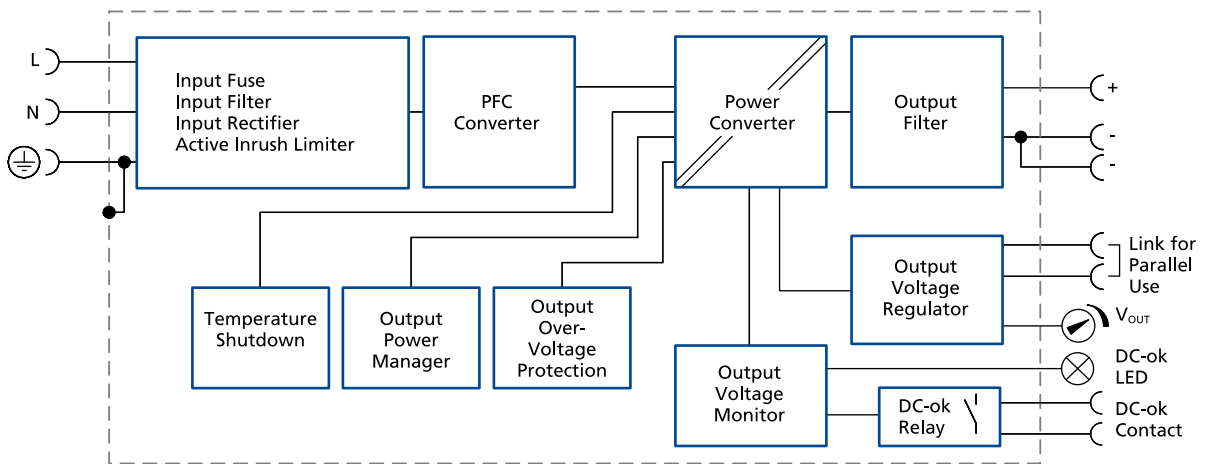 L
N
Input Fuse
Input Filter
Input Rectifier
Active Inrush Limiter
PFC
Converter
Power
Converter
Output
Filter
+
-
-
Temperature
Shutdown
Output
Power
Manager
Output
Over-
Voltage
Protection
Output
Voltage
Regulator
Link for
Parallel
Use
VOUT
Output
Voltage
Monitor
DC-ok
LED
DC-ok
Relay
DC-ok
Contact